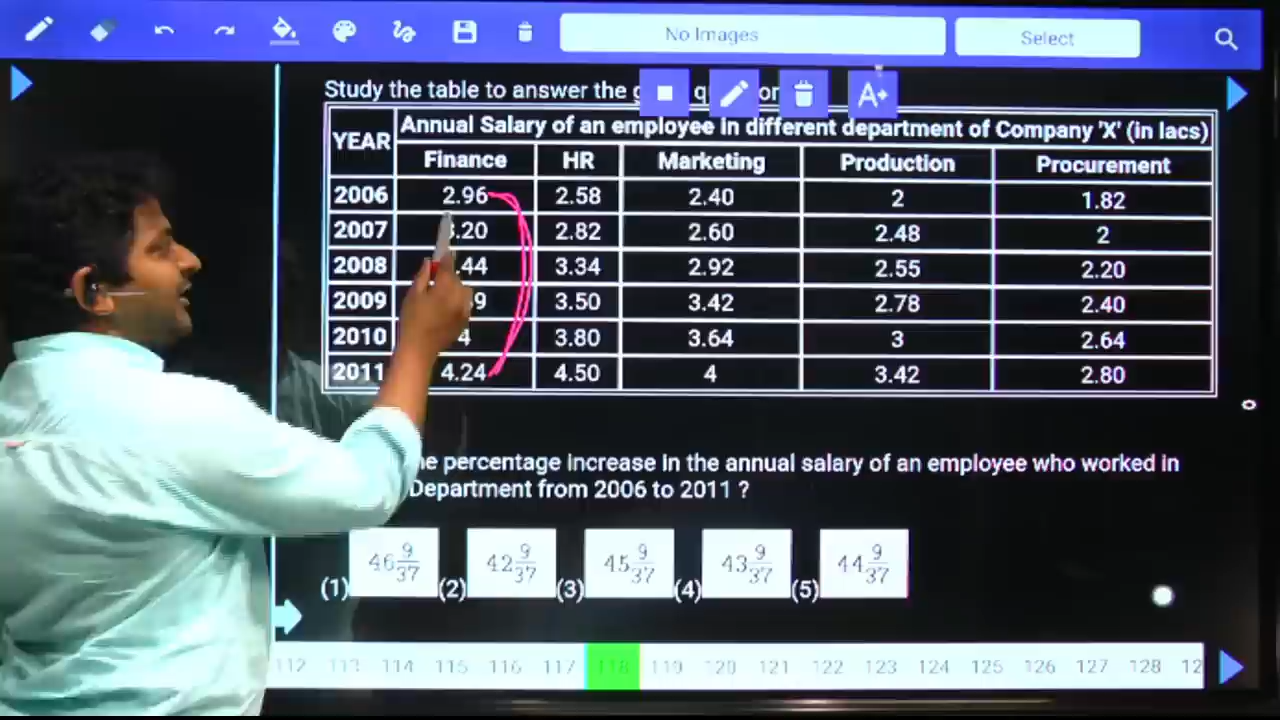 No Images
Select
A+
Study the table to answer the
YEAR
Annual Salary of an employee in different department of Company 'X' (in lacs)
Finance HR Marketing Production Procurement
2006 2.96 2.58 2.40 2 1.82
2007 .20 2.82 2.60 2.48 2
2008 .44 3.34 2.92 2.55 2.20
2009 9 3.50 3.42 2.78 2.40
2010 4 3.80 3.64 3 2.64
2011 4.24 4.50 4 3.42 2.80
percentage increase in the annual salary of an employee who worked in
Department from 2006 to 2011 ?
(1) 46 9/37 (2) 42 9/37 (3) 45 9/37 (4) 43 9/37 (5) 44 9/37
112 113 114 115 116 117 118 119 120 121 122 123 124 125 126 127 128 12